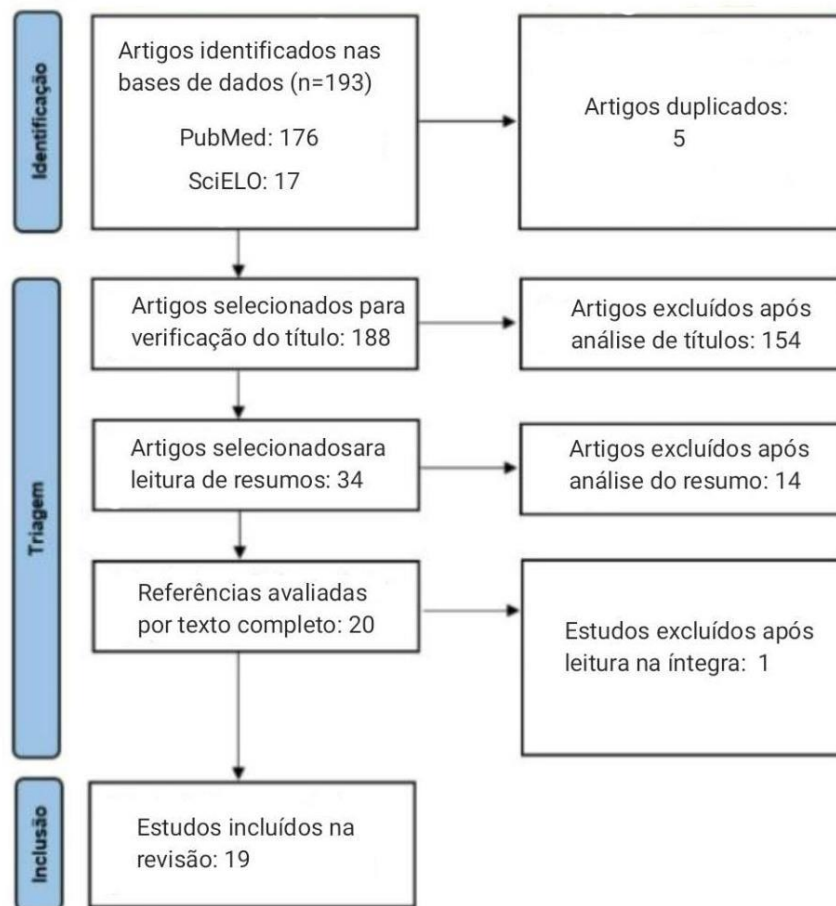 Identificação
Artigos identificados nas
bases de dados (n=193)
PubMed: 176
SciELO: 17
Artigos duplicados:
5
Triagem
Artigos selecionados para
verificação do título: 188
Artigos excluídos após
análise de títulos: 154
Artigos selecionadosara
leitura de resumos: 34
Artigos excluídos após
análise do resumo: 14
Referências avaliadas
por texto completo: 20
Estudos excluídos após
leitura na íntegra: 1
Inclusão
Estudos incluídos na
revisão: 19